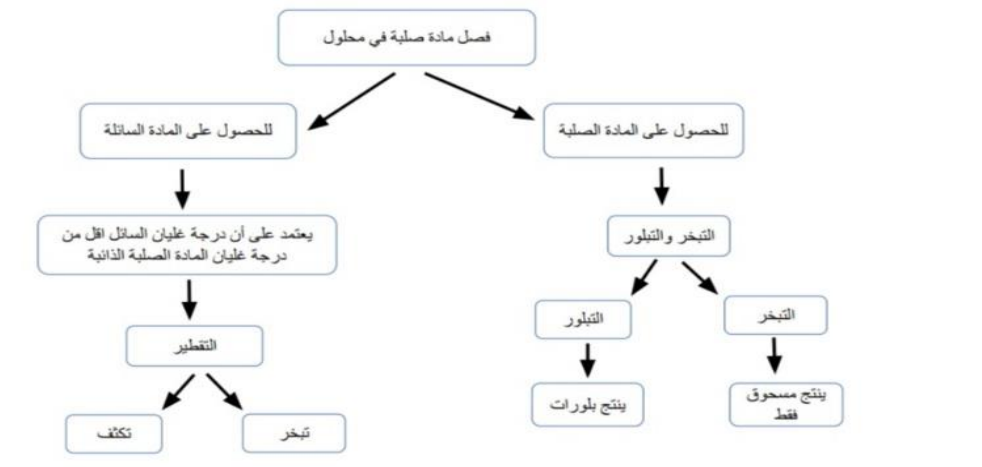 فصل مادة صلبة في محلول
للحصول على المادة الصلبة
للحصول على المادة السائلة
التبخر والتبلور
يعتمد على أن درجة غليان السائل اقل من
درجة غليان المادة الصلبة الذائبة
التبخر
التبلور
التقطير
ينتج مسحوق
فقط
ينتج بلورات
تبخر
تكثف